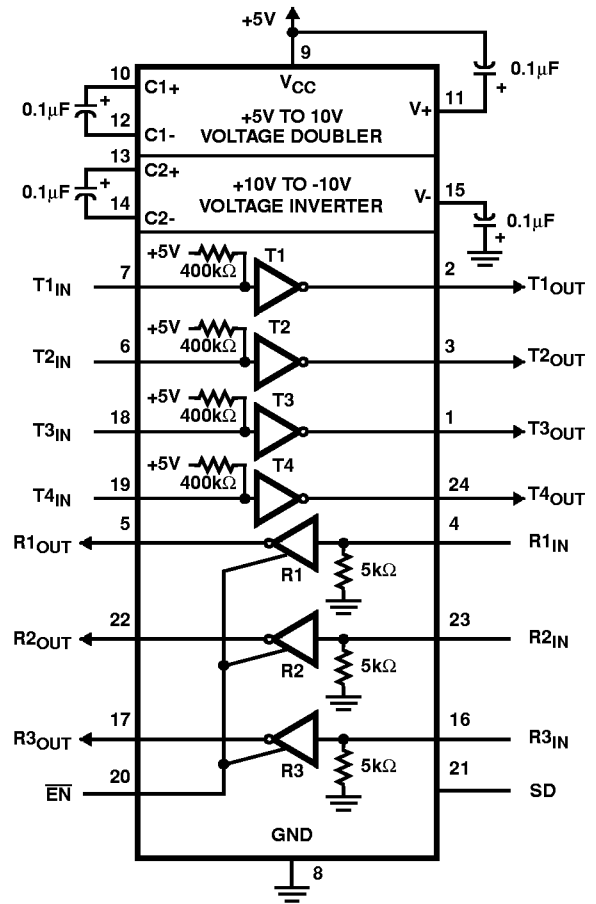 +5V
9
10
C1+
VCC
0.1µF
+
0.1µF
+
11
V+
+5V TO 10V
VOLTAGE DOUBLER
12
C1-
13
C2+
0.1µF
+
+10V TO -10V
VOLTAGE INVERTER
15
V-
14
C2-
0.1µF
+
+5V
400kΩ
T1
T1IN
7
2
T1OUT
+5V
400kΩ
T2
T2IN
6
3
T2OUT
+5V
400kΩ
T3
T3IN
18
1
T3OUT
+5V
400kΩ
T4
T4IN
19
24
T4OUT
R1OUT
5
4
R1IN
R1
5kΩ
R2OUT
22
23
R2IN
R2
5kΩ
R3OUT
17
16
R3IN
R3
5kΩ
EN
20
21
SD
GND
8